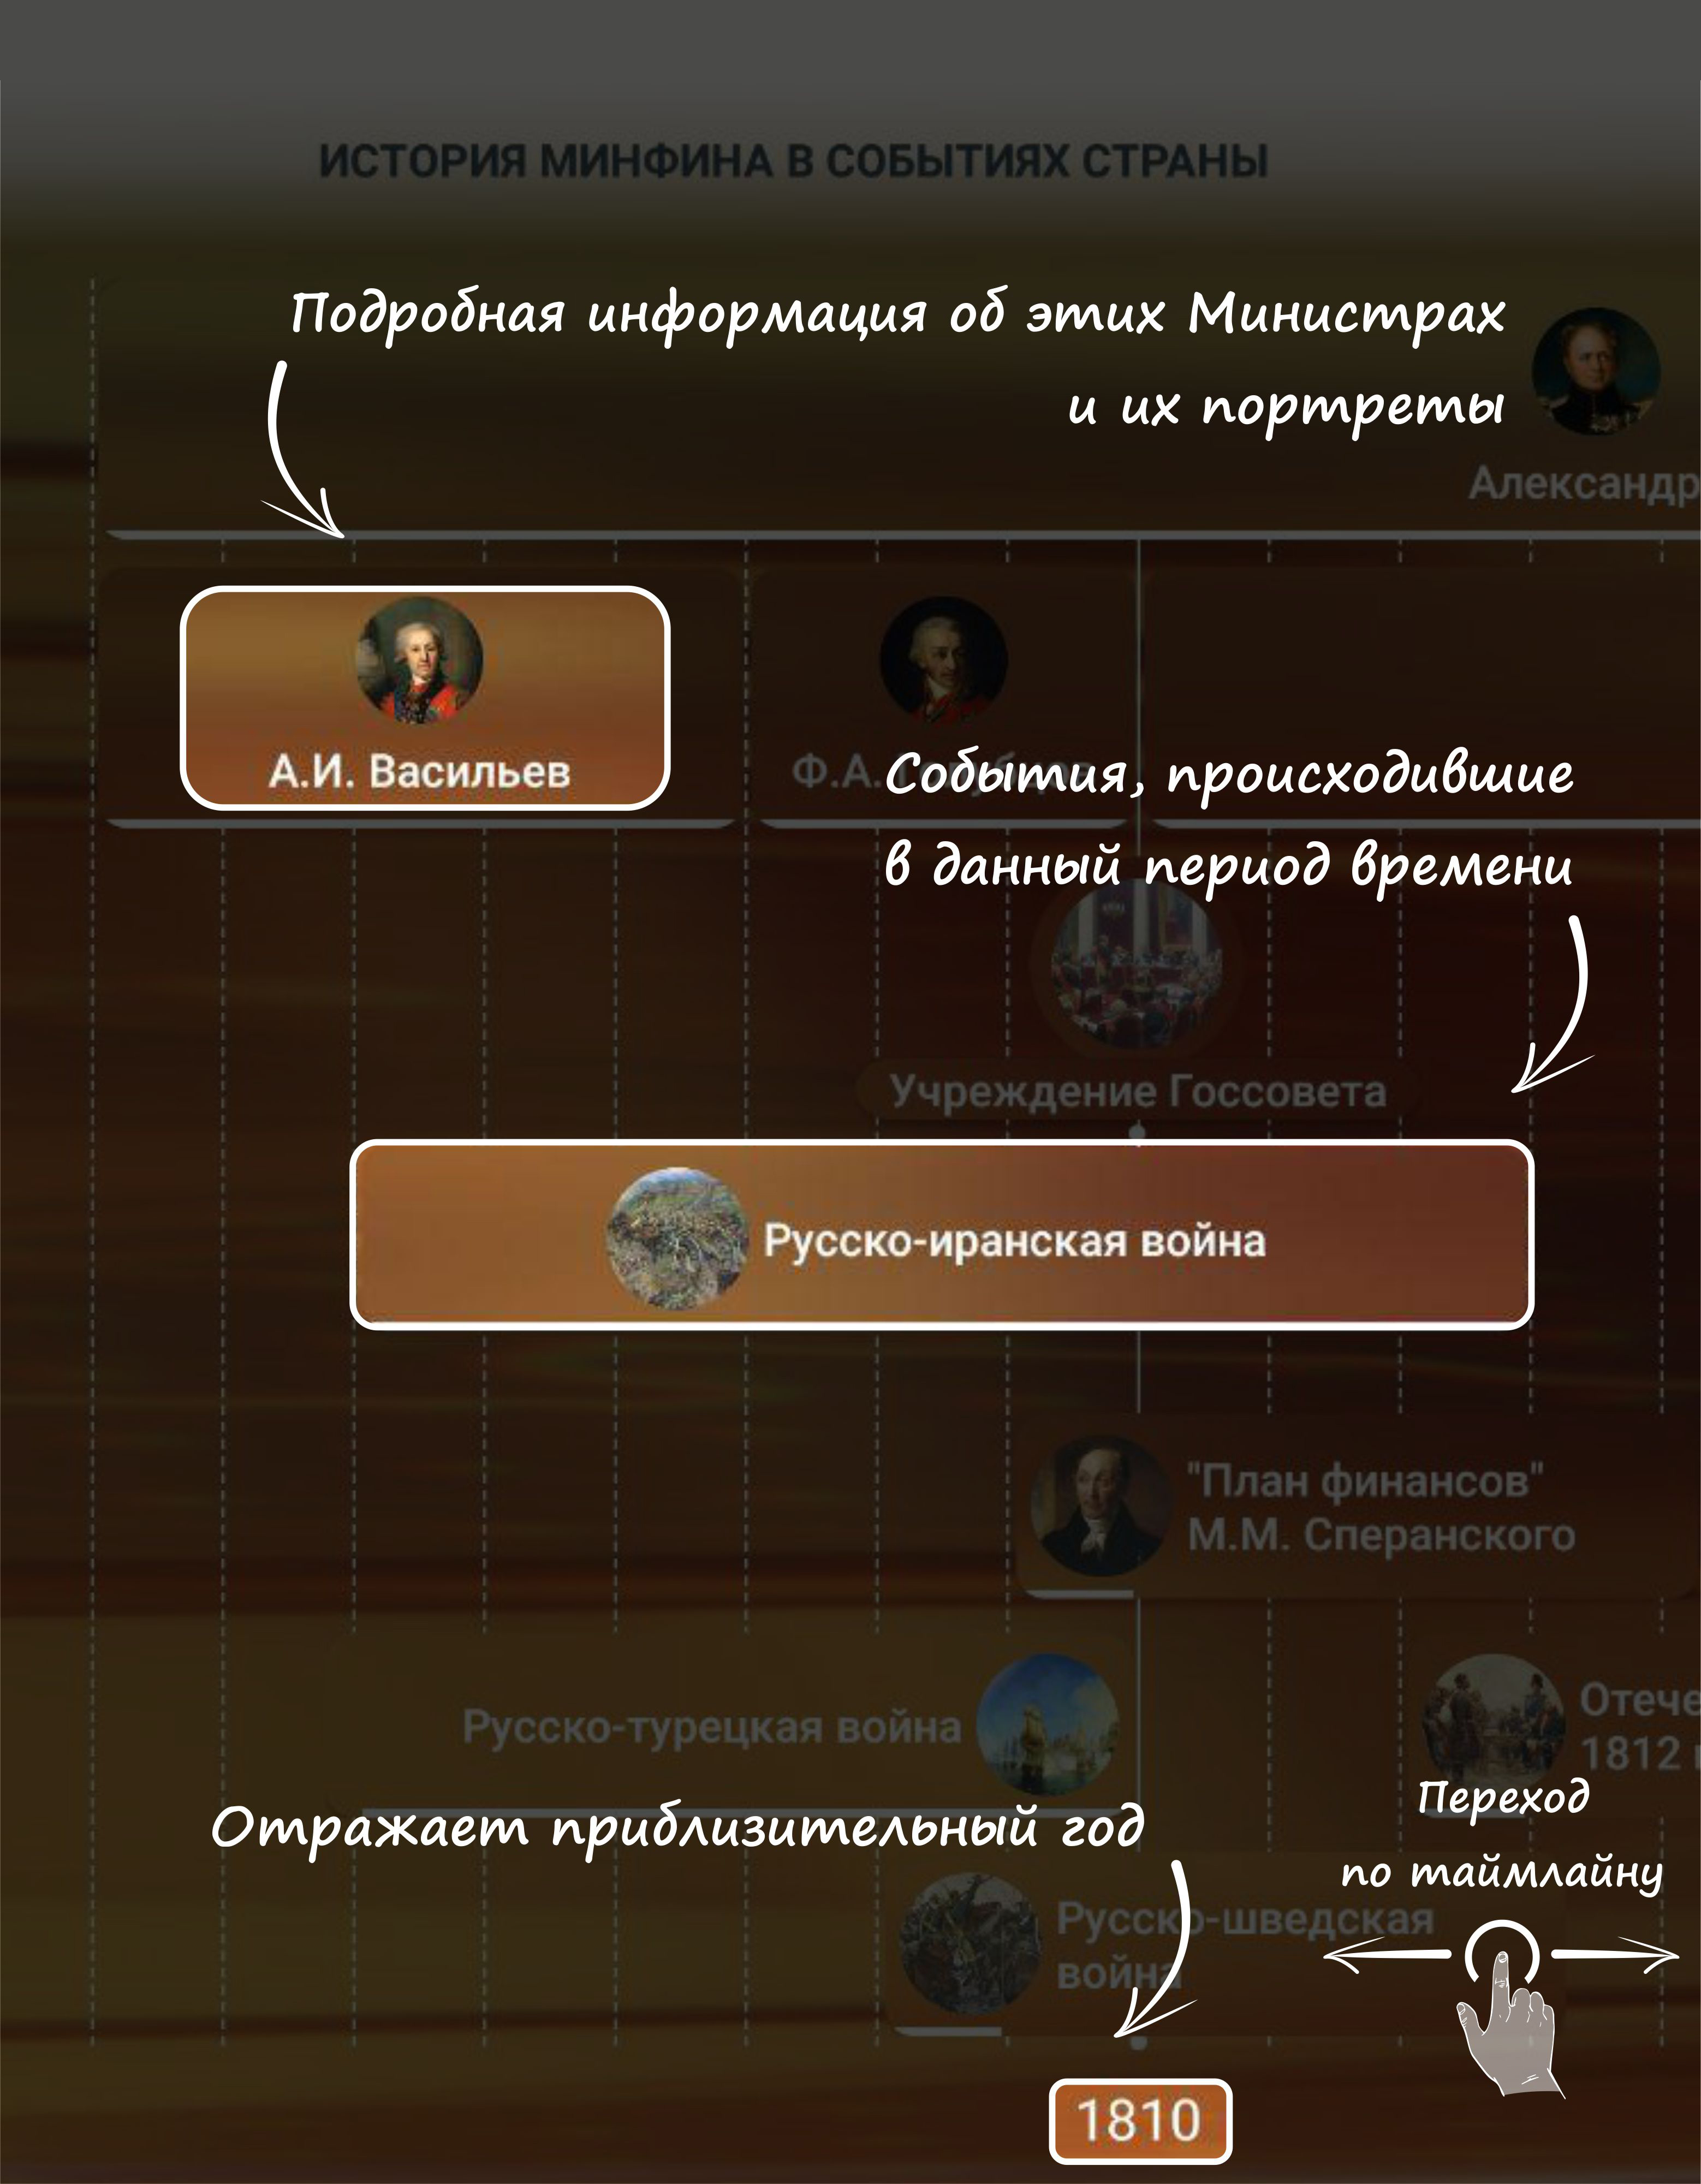 ИСТОРИЯ МИНФИНА В СОБЫТИЯХ СТРАНЫ
Подробная информация об этих Министрах
и их портреты
Александр
А.И. Васильев
Ф.А.
События, происходившие
в данный период времени
Учреждение Госсовета
Русско-иранская война
"План финансов"
М.М. Сперанского
Русско-турецкая война
Отече
1812
Переход
по таймлайну
Отражает приблизительный год
Русско-шведская
война
1810